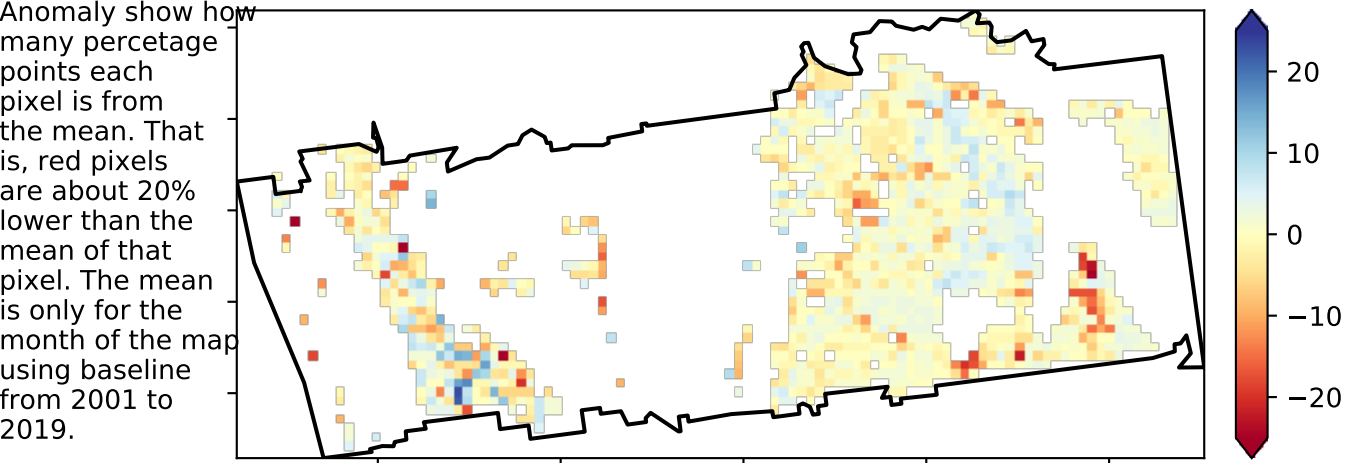 Anomaly show how
many percetage
points each
pixel is from
the mean. That
is, red pixels
are about 20%
lower than the
mean of that
pixel. The mean
is only for the
month of the map
using baseline
from 2001 to
2019.
20
10
0
−10
−20